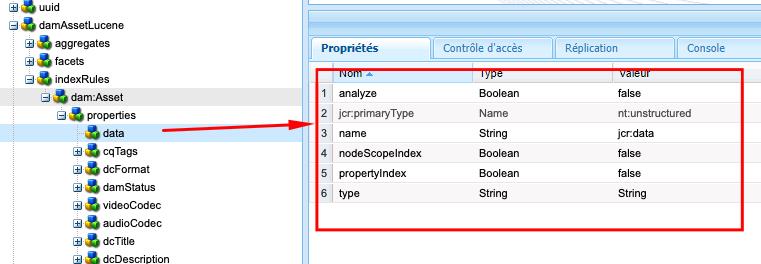 uuid
damAssetLucene
aggregates
facets
indexRules
dam:Asset
properties
data
cqTags
dcFormat
damStatus
videoCodec
audioCodec
dcTitle
dcDescription
Propriétés Contrôle d'accès Réplication Console
Nom Type Valeur
1 analyze Boolean false
2 jcr:primaryType Name nt:unstructured
3 name String jcr:data
4 nodeScopeIndex Boolean false
5 propertyIndex Boolean false
6 type String String